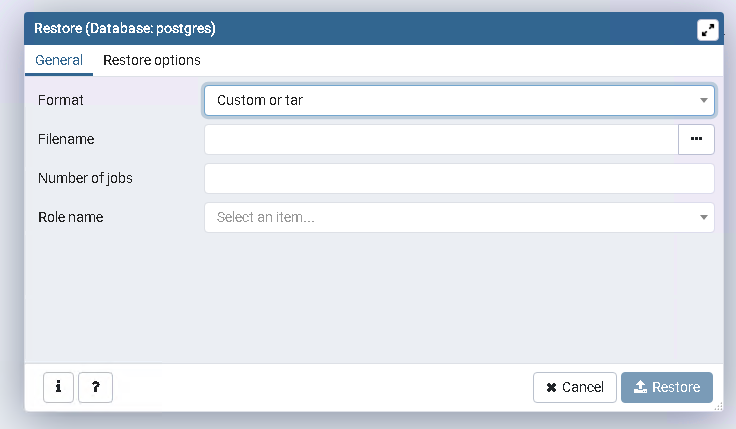 Restore (Database: postgres)
General Restore options
Format Custom or tar
Filename
Number of jobs
Role name Select an item...
i ? Cancel Restore